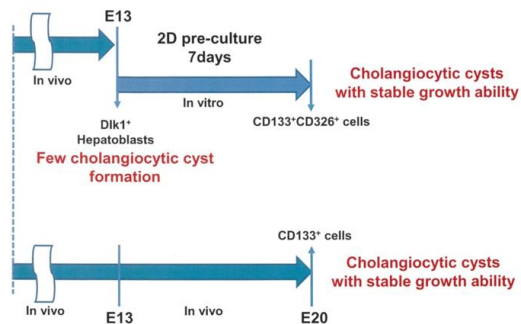 E13
2D pre-culture
7days
In vivo
In vitro
Dlk1⁺
Hepatoblasts
CD133⁺CD326⁺ cells
Cholangiocytic cysts
with stable growth ability
Few cholangiocytic cyst
formation
CD133⁺ cells
Cholangiocytic cysts
with stable growth ability
In vivo
E13
In vivo
E20